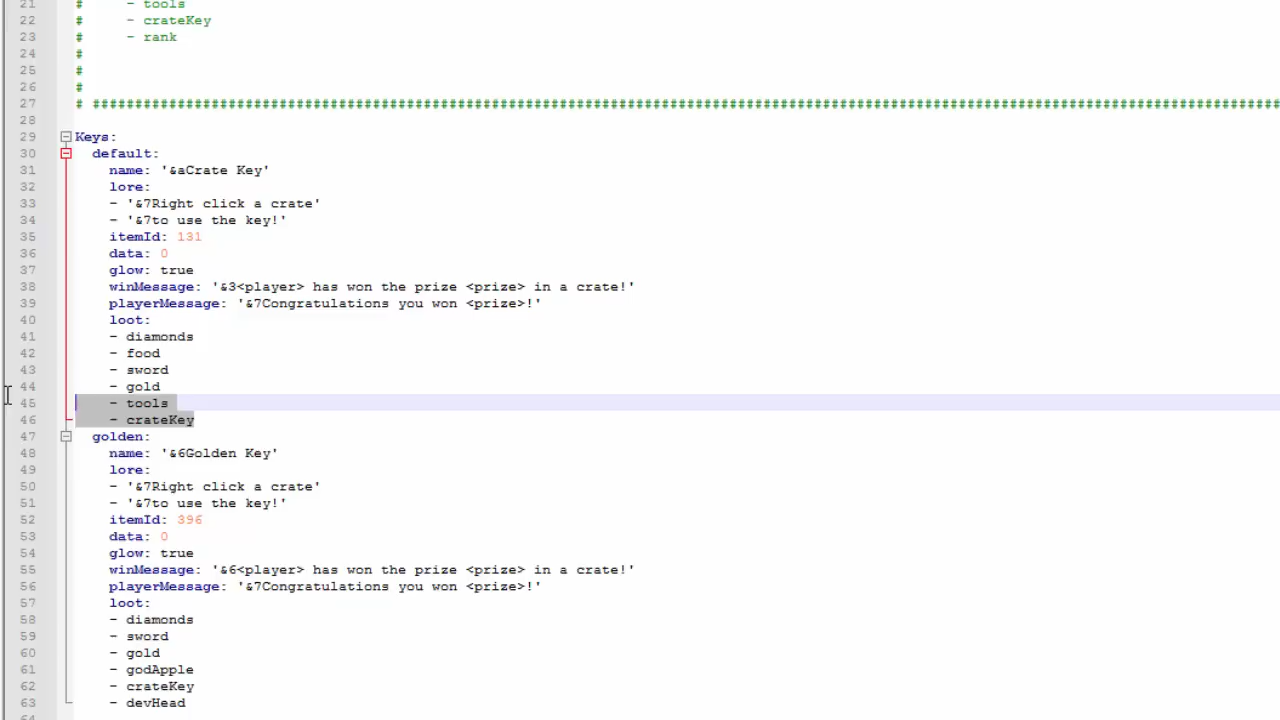 21 # - tools
22 # - crateKey
23 # - rank
24 #
25 #
26 #
27 # ############################################################################################################################################
28
29 Keys:
30 default:
31 name: '&aCrate Key'
32 lore:
33 - '&7Right click a crate'
34 - '&7to use the key!'
35 itemId: 131
36 data: 0
37 glow: true
38 winMessage: '&3<player> has won the prize <prize> in a crate!'
39 playerMessage: '&7Congratulations you won <prize>!'
40 loot:
41 - diamonds
42 - food
43 - sword
44 - gold
45 - tools
46 - crateKey
47 golden:
48 name: '&6Golden Key'
49 lore:
50 - '&7Right click a crate'
51 - '&7to use the key!'
52 itemId: 396
53 data: 0
54 glow: true
55 winMessage: '&6<player> has won the prize <prize> in a crate!'
56 playerMessage: '&7Congratulations you won <prize>!'
57 loot:
58 - diamonds
59 - sword
60 - gold
61 - godApple
62 - crateKey
63 - devHead
64